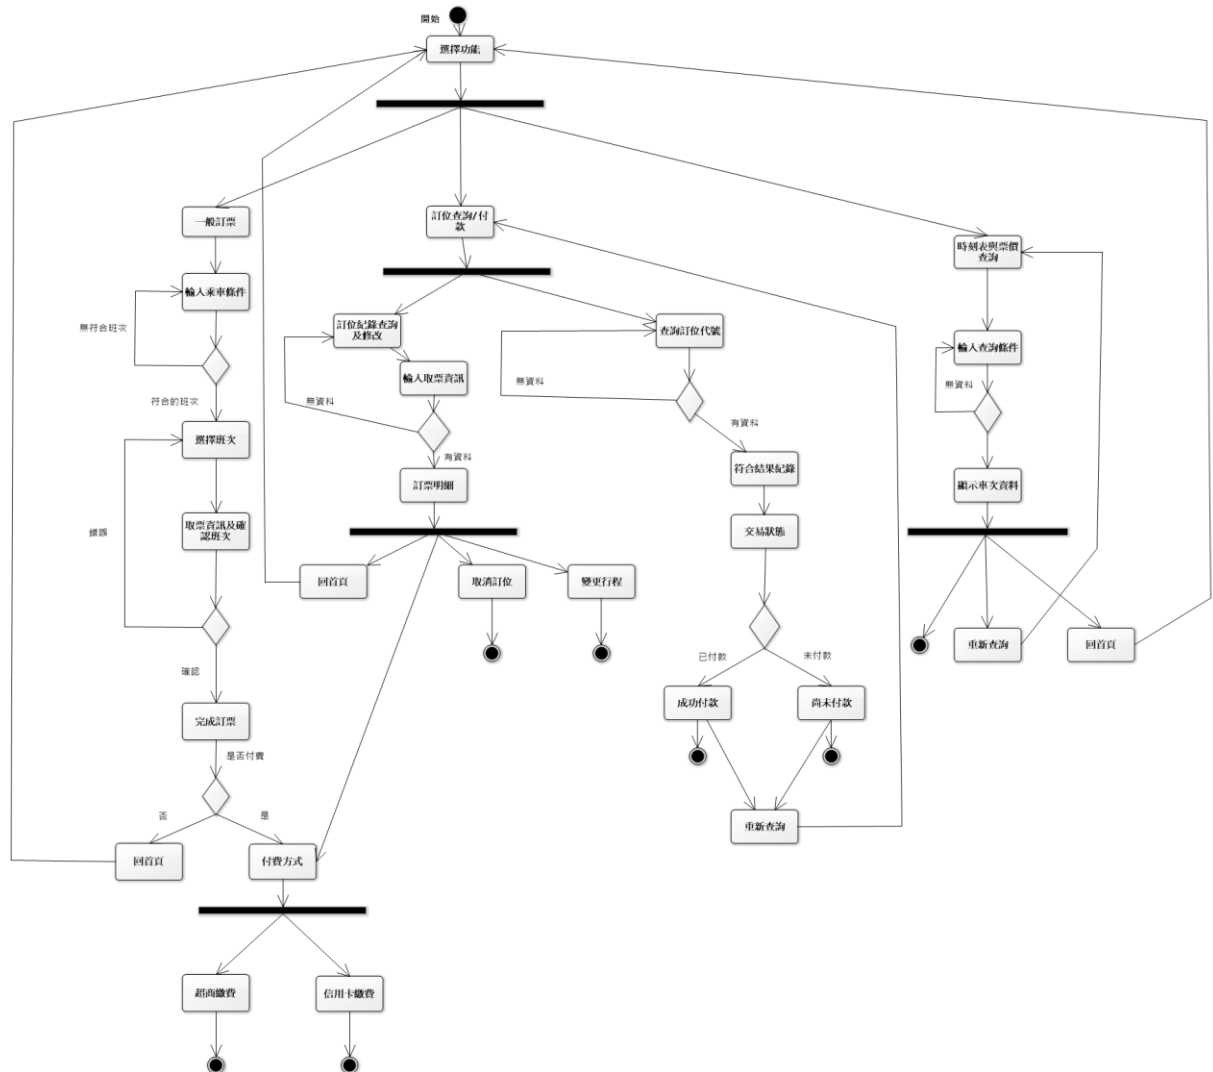 開始
選擇功能
一般訂票
訂位查詢/付
款
時刻表與票價
查詢
輸入乘車條件
無符合班次
符合的班次
選擇班次
錯誤
取票資訊及確
認班次
確認
完成訂票
是否付費
否
是
回首頁
付費方式
超商繳費
信用卡繳費
訂位紀錄查詢
及修改
輸入取票資訊
無資料
有資料
訂票明細
回首頁
取消訂位
變更行程
查詢訂位代號
無資料
有資料
符合結果紀錄
交易狀態
已付款
未付款
成功付款
尚未付款
重新查詢
輸入查詢條件
無資料
顯示車次資料
重新查詢
回首頁